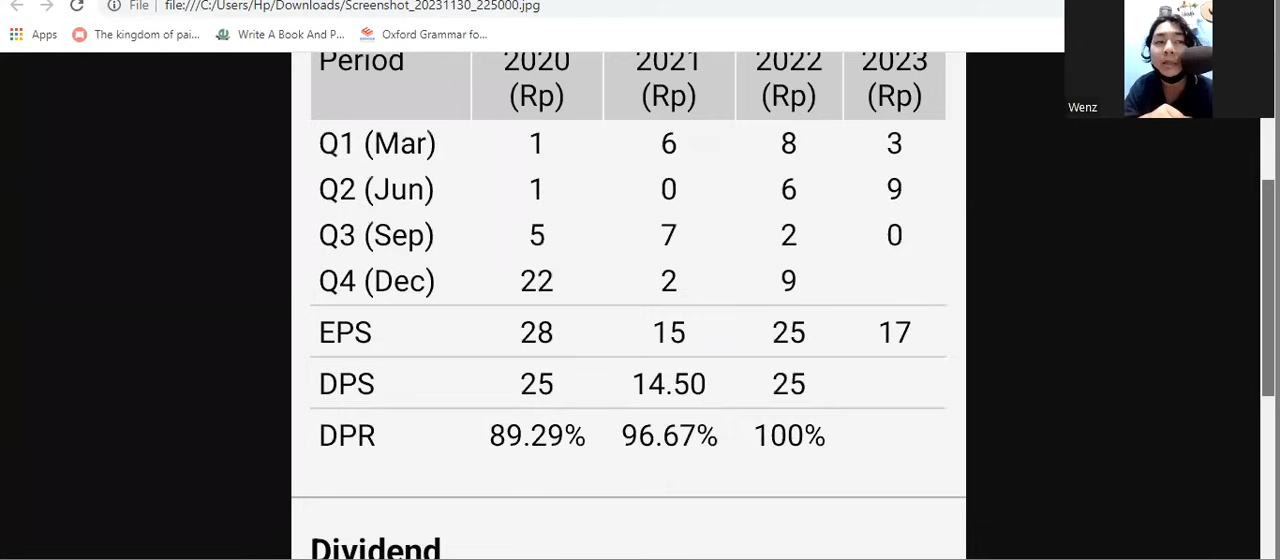 File | file:///C:/Users/Hp/Downloads/Screenshot_20231130_225000.jpg
Apps The kingdom of pai... Write A Book And P... Oxford Grammar fo...
Wenz
Period 2020 (Rp) 2021 (Rp) 2022 (Rp) 2023 (Rp)
Q1 (Mar) 1 6 8 3
Q2 (Jun) 1 0 6 9
Q3 (Sep) 5 7 2 0
Q4 (Dec) 22 2 9
EPS 28 15 25 17
DPS 25 14.50 25
DPR 89.29% 96.67% 100%
Dividend